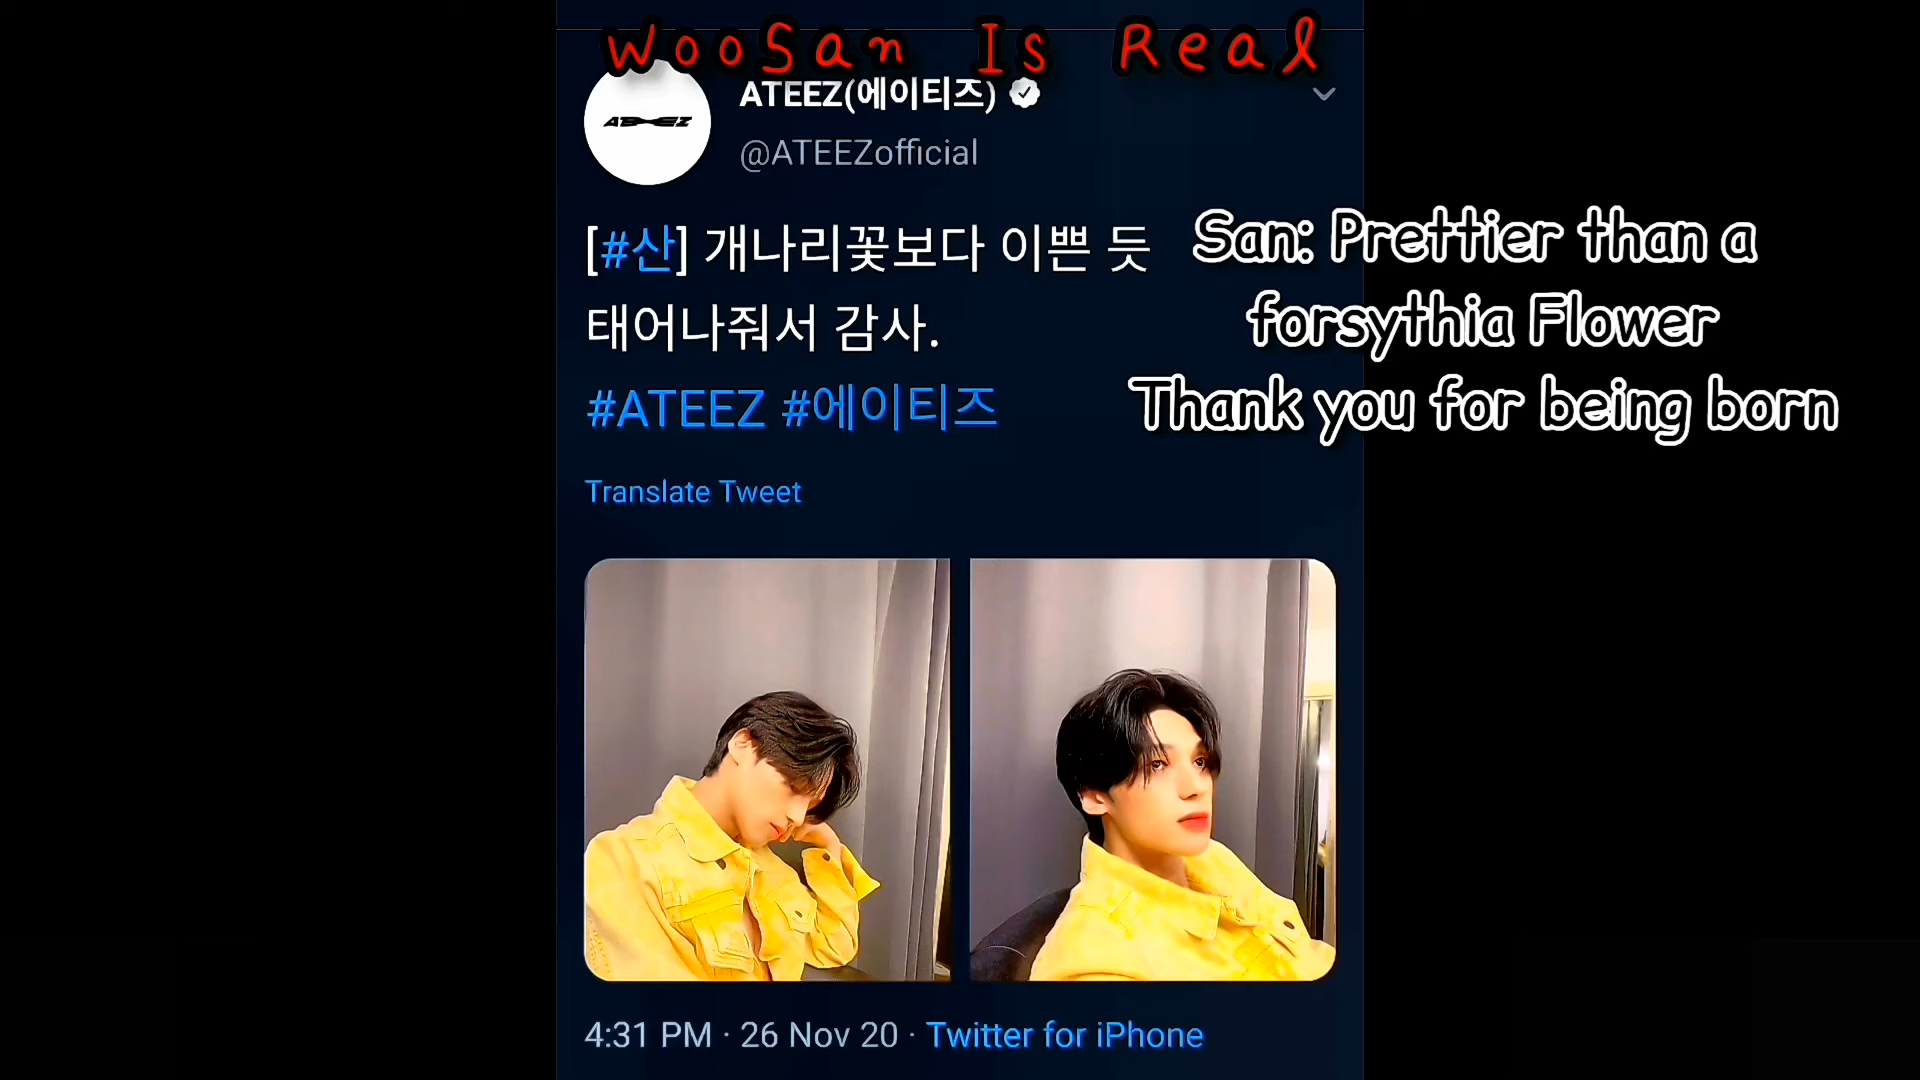 WooSan Is Real
ATEEZ(에이티즈)
ATEEZ
@ATEEZofficial
[#산] 개나리꽃보다 이쁜 듯
태어나줘서 감사.
#ATEEZ #에이티즈
San: Prettier than a
forsythia Flower
Thank you for being born
Translate Tweet
4:31 PM · 26 Nov 20 · Twitter for iPhone